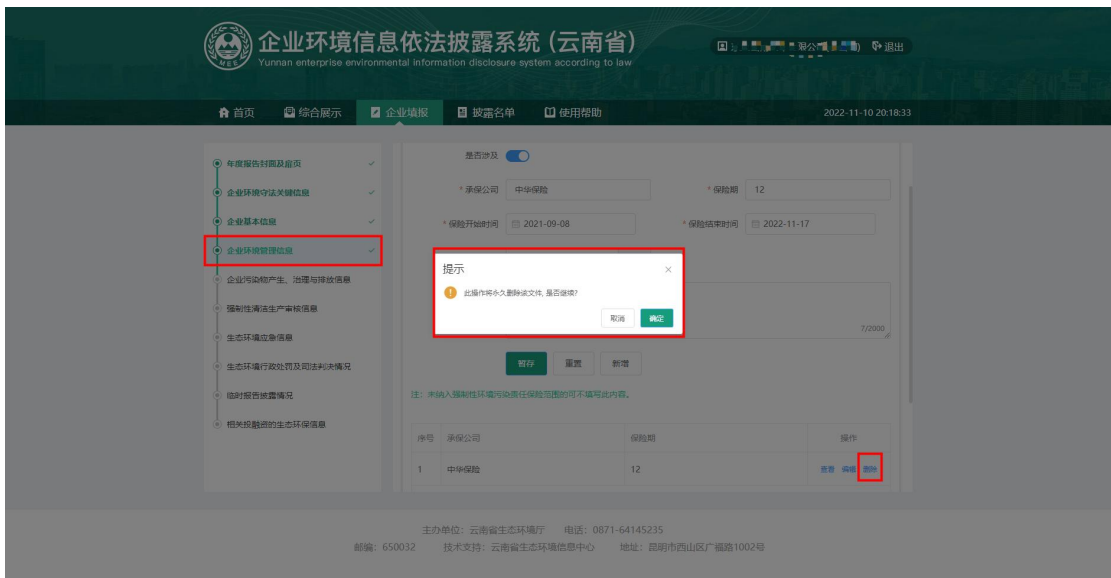 企业环境信息依法披露系统 (云南省)
Yunnan enterprise environmental information disclosure system according to law
限公 退出
首页 综合展示 企业填报 披露名单 使用帮助 2022-11-10 20:18:33
年度报告封面及扉页
企业环境守法关键信息
企业基本信息
企业环境管理信息
企业污染物产生、治理与排放信息
强制性清洁生产审核信息
生态环境应急信息
生态环境行政处罚及司法判决情况
临时报告披露情况
相关投融资的生态环保信息
是否涉及
* 承保公司 中华保险 * 保险期 12
* 保险开始时间 2021-09-08 * 保险结束时间 2022-11-17
提示
此操作将永久删除该文件, 是否继续?
取消 确定
7/2000
暂存 重置 新增
注：未纳入强制性环境污染责任保险范围的可不填写此内容。
序号 承保公司 保险期 操作
1 中华保险 12 查看 编辑 删除
主办单位：云南省生态环境厅 电话：0871-64145235
邮编：650032 技术支持：云南省生态环境信息中心 地址：昆明市西山区广福路1002号